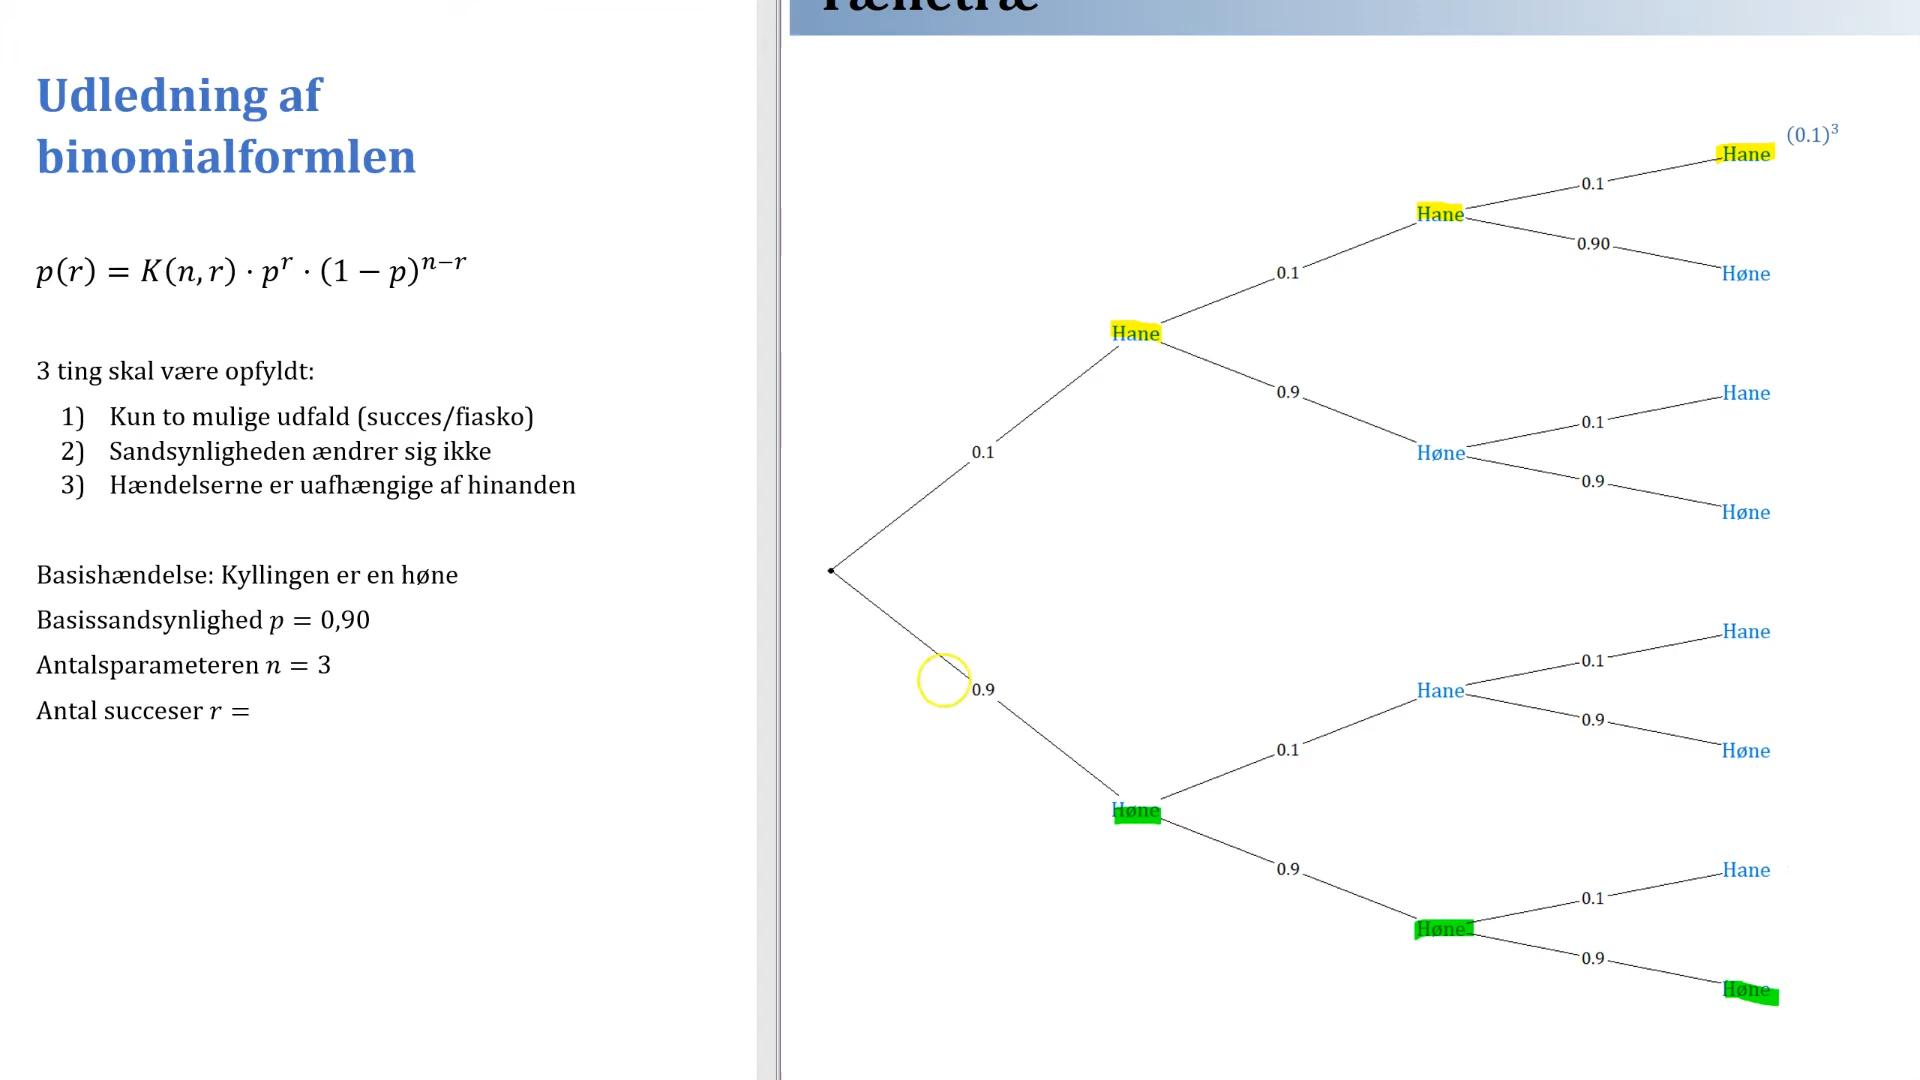 Udledning af
binomialformlen
p(r) = K(n, r) · p^r · (1 − p)^{n−r}
3 ting skal være opfyldt:
1) Kun to mulige udfald (succes/fiasko)
2) Sandsynligheden ændrer sig ikke
3) Hændelserne er uafhængige af hinanden
Basishændelse: Kyllingen er en høne
Basissandsynlighed p = 0,90
Antalsparameteren n = 3
Antal succeser r =
(0.1)^3
Hane
0.1
Hane
0.90
Høne
0.1
Hane
0.9
Hane
0.1
Høne
0.9
Høne
0.1
Hane
0.1
Hane
0.9
0.9
Høne
0.1
Høne
0.9
Hane
0.1
Høne
0.9
Høne